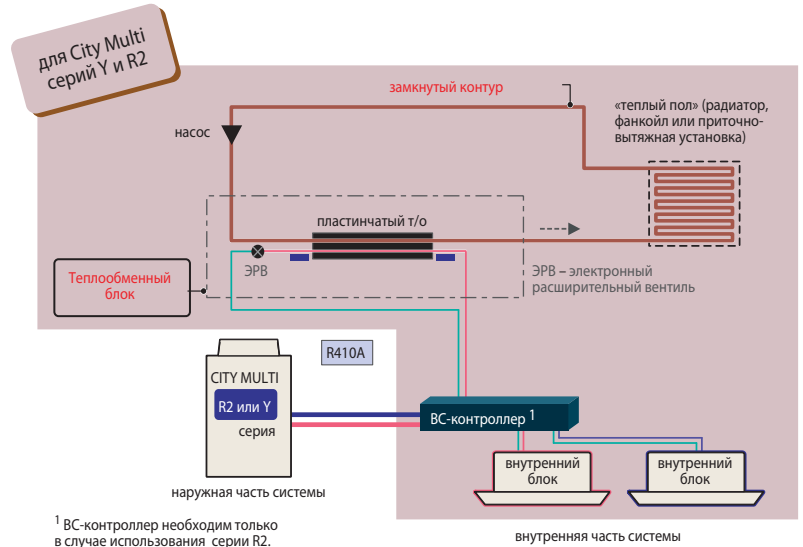 для City Multi
серий Y и R2
замкнутый контур
«теплый пол» (радиатор,
фанкойл или приточно-
вытяжная установка)
насос
пластинчатый т/о
ЭРВ
ЭРВ – электронный
расширительный вентиль
Теплообменный
блок
R410A
CITY MULTI
R2 или Y
серия
BC-контроллер 1
внутренний
блок
внутренний
блок
наружная часть системы
1 BC-контроллер необходим только
в случае использования серии R2.
внутренняя часть системы